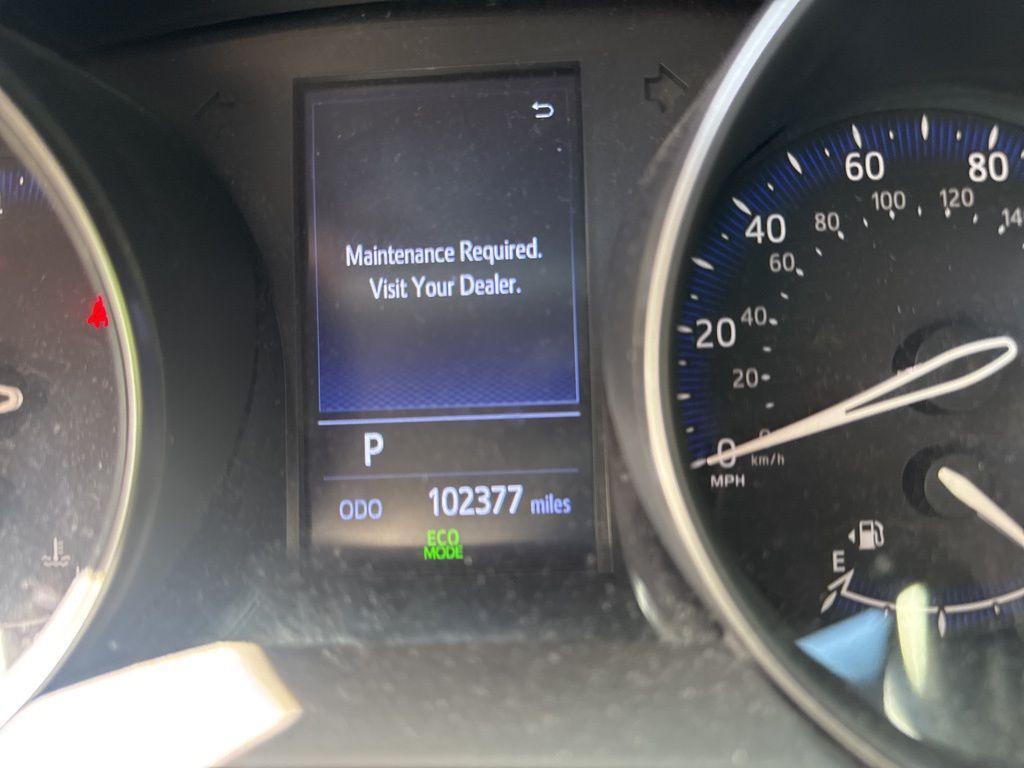 Maintenance Required.
Visit Your Dealer.
P
ODO 102377 miles
ECO
MODE
0
20
40
60
80
20
40
60
80
100
120
MPH
km/h
E